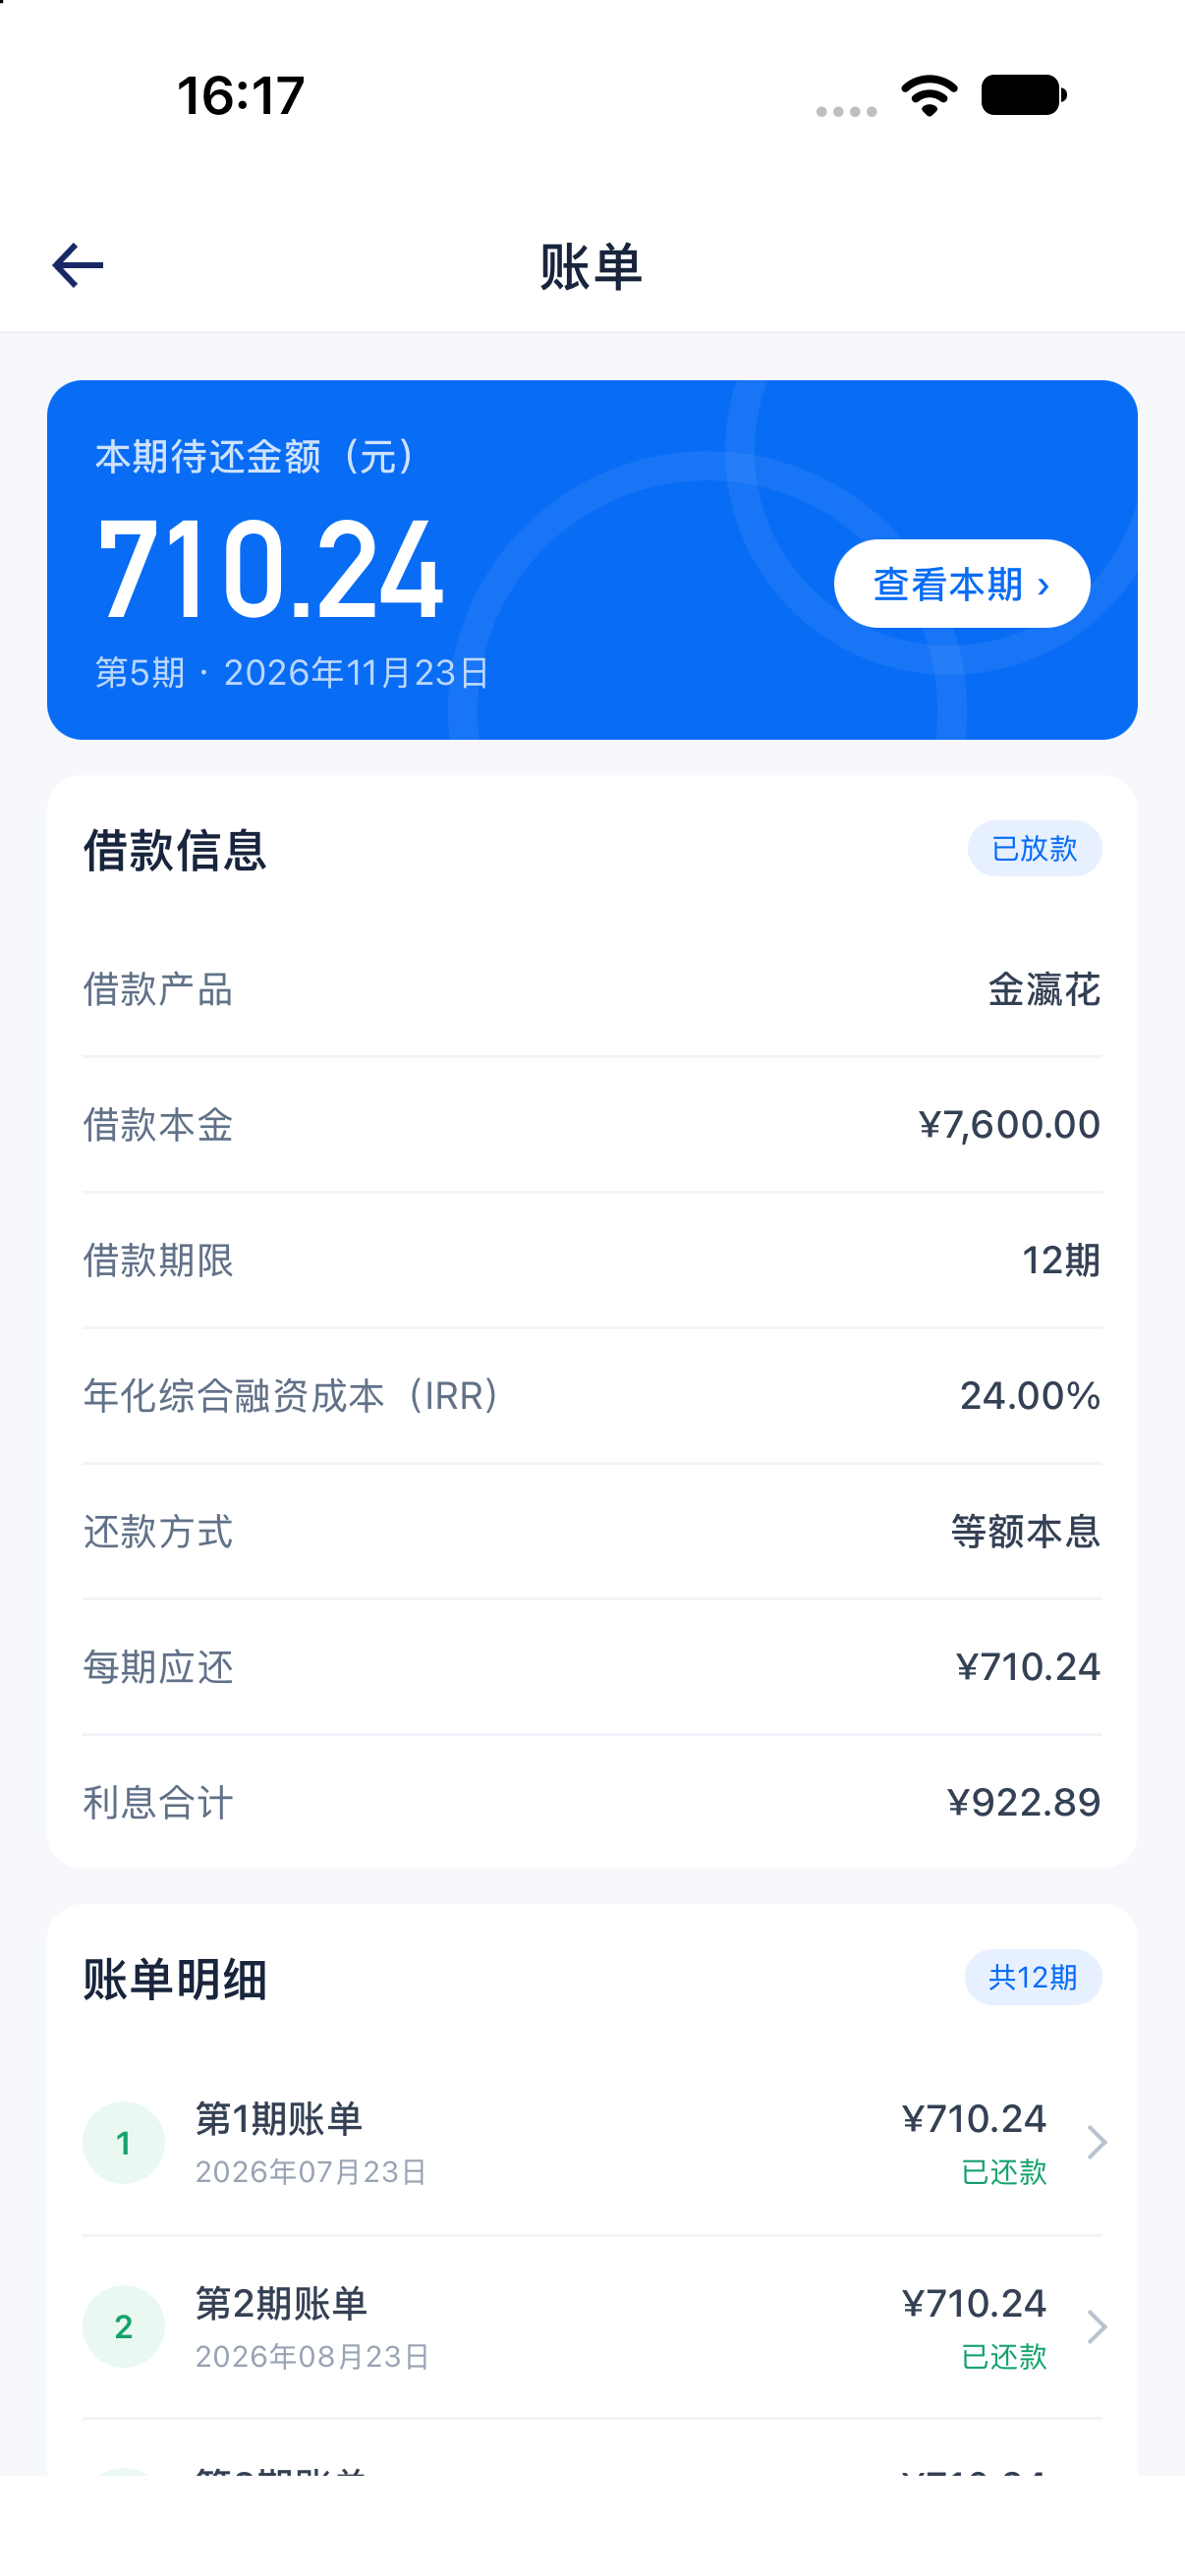 16:17
账单
本期待还金额（元）
710.24
查看本期 ›
第5期 · 2026年11月23日
借款信息
已放款
借款产品
金瀛花
借款本金
¥7,600.00
借款期限
12期
年化综合融资成本（IRR）
24.00%
还款方式
等额本息
每期应还
¥710.24
利息合计
¥922.89
账单明细
共12期
1
第1期账单
¥710.24
2026年07月23日
已还款
2
第2期账单
¥710.24
2026年08月23日
已还款